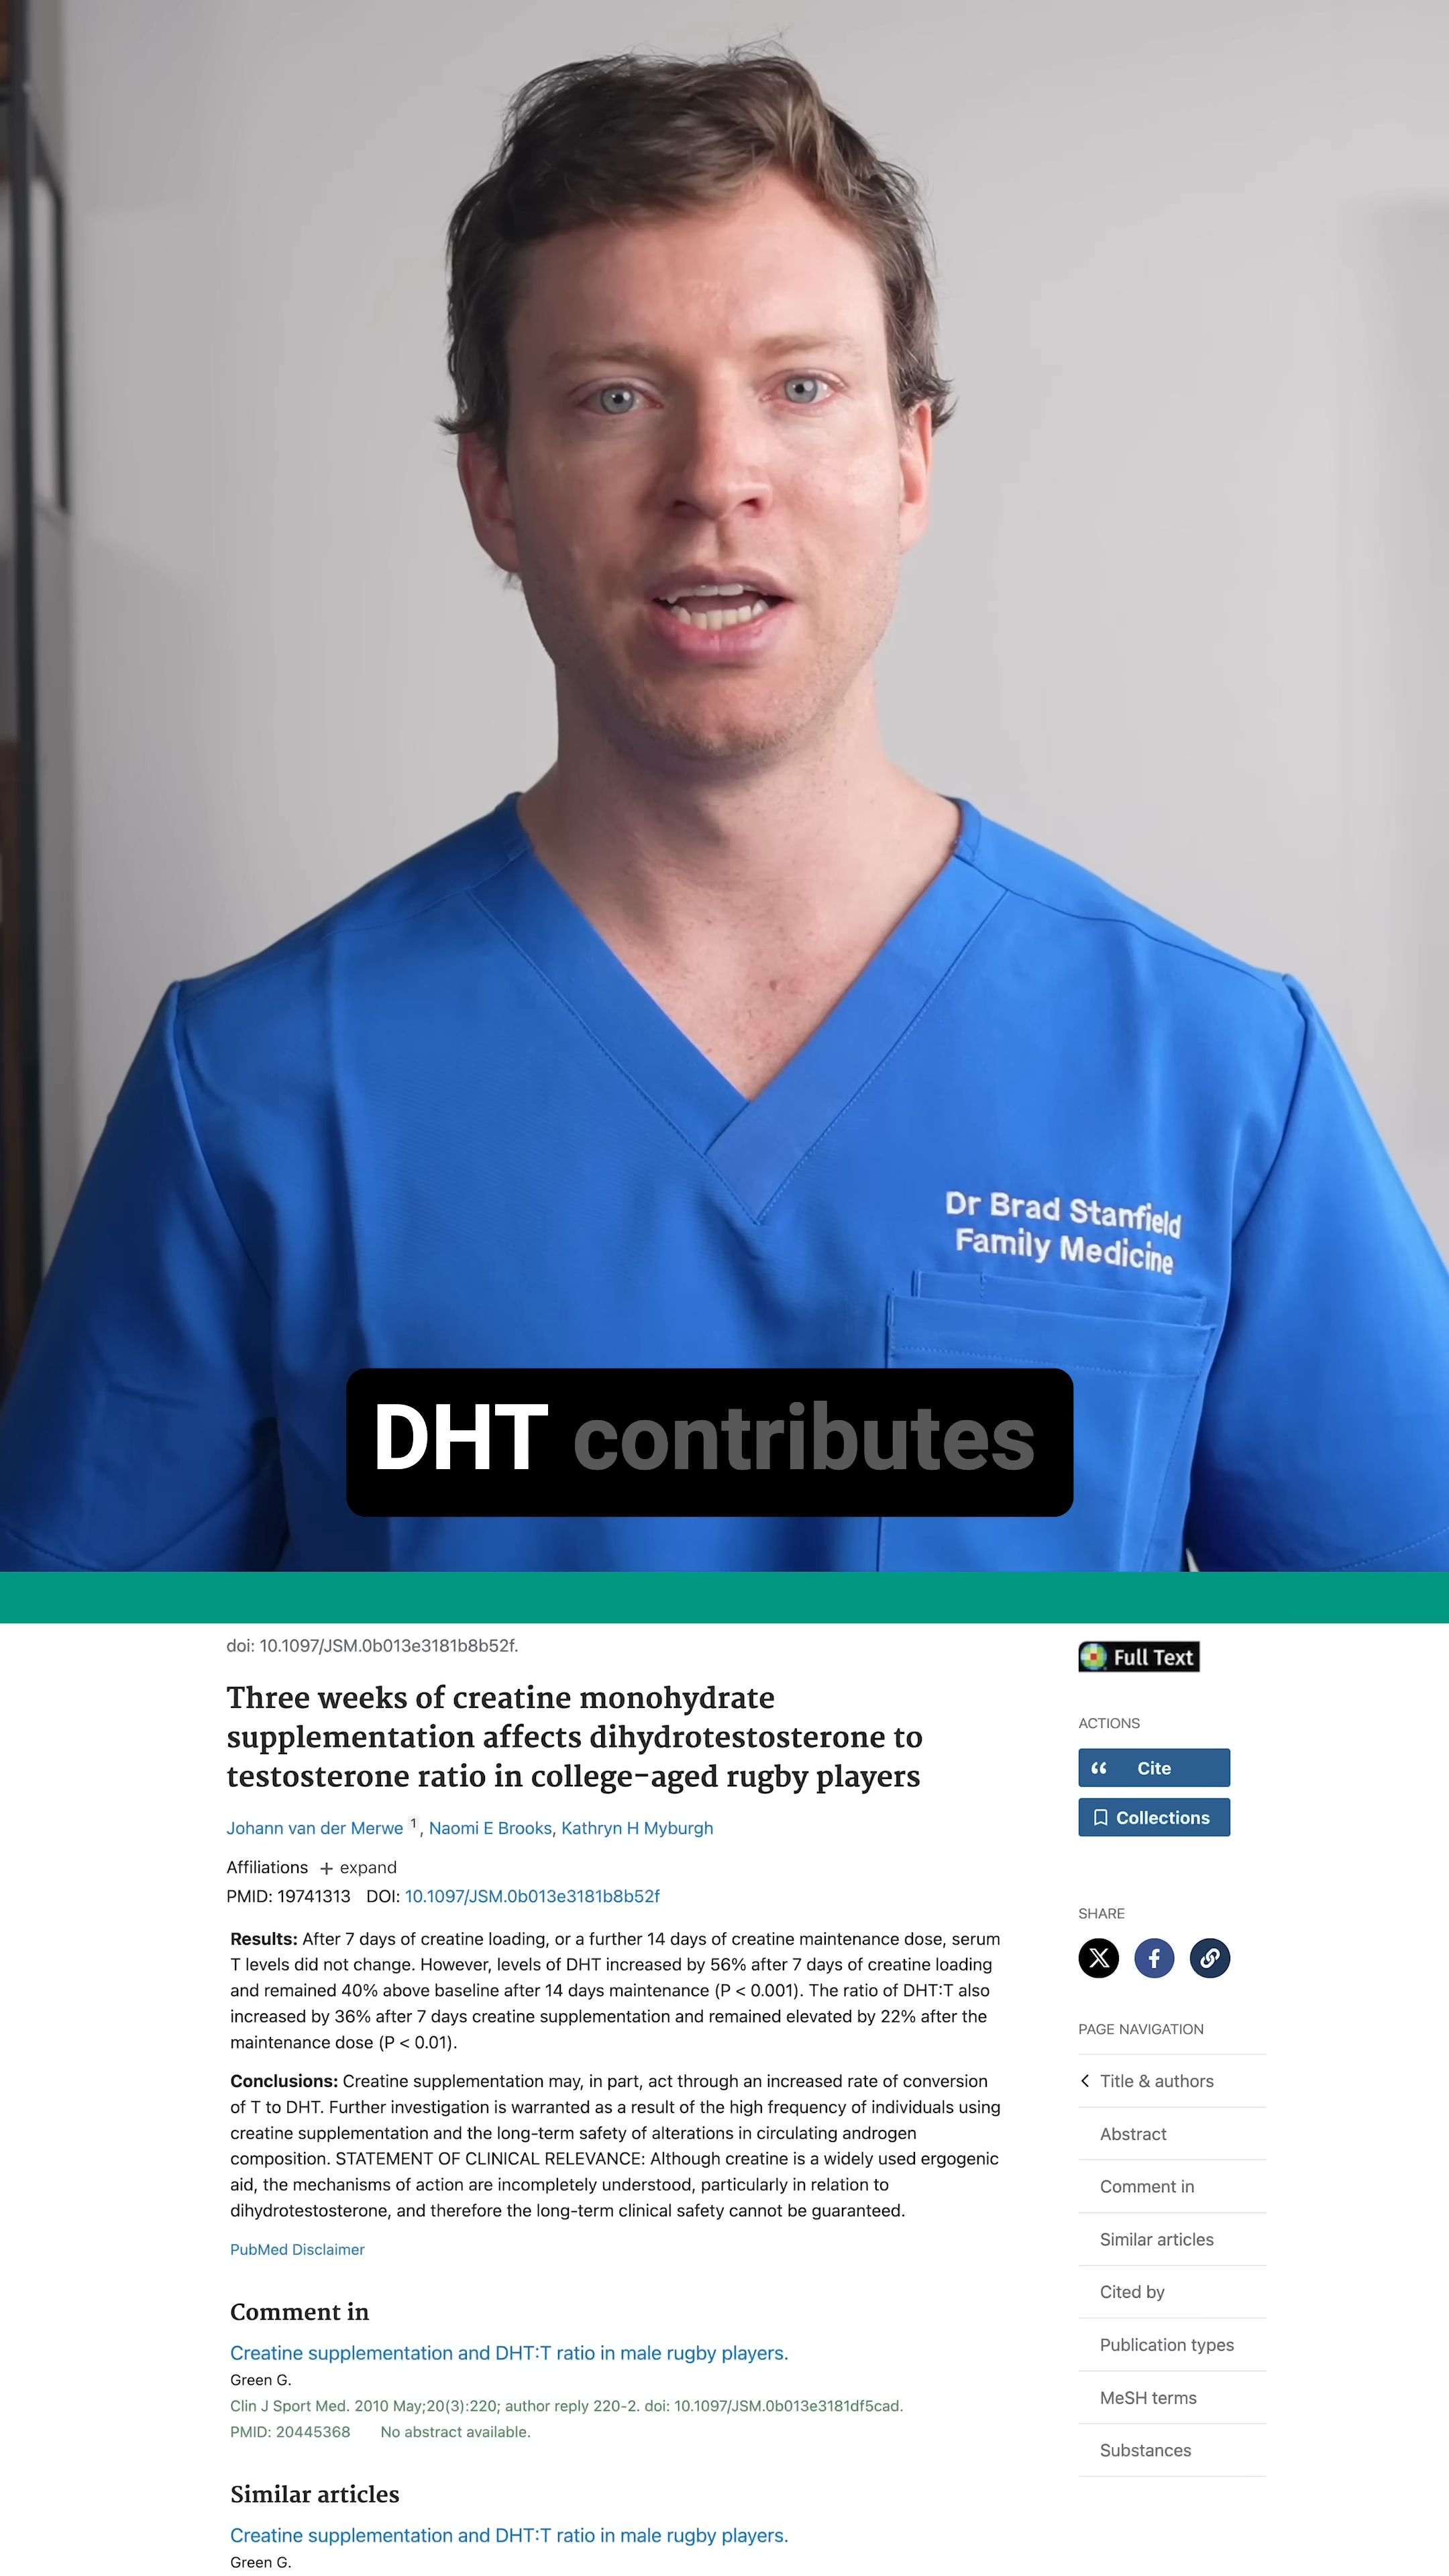 Dr Brad Stanfield
Family Medicine
DHT contributes
doi: 10.1097/JSM.0b013e3181b8b52f.
Three weeks of creatine monohydrate
supplementation affects dihydrotestosterone to
testosterone ratio in college-aged rugby players
Johann van der Merwe 1, Naomi E Brooks, Kathryn H Myburgh
Affiliations + expand
PMID: 19741313 DOI: 10.1097/JSM.0b013e3181b8b52f
Results: After 7 days of creatine loading, or a further 14 days of creatine maintenance dose, serum
T levels did not change. However, levels of DHT increased by 56% after 7 days of creatine loading
and remained 40% above baseline after 14 days maintenance (P < 0.001). The ratio of DHT:T also
increased by 36% after 7 days creatine supplementation and remained elevated by 22% after the
maintenance dose (P < 0.01).
Conclusions: Creatine supplementation may, in part, act through an increased rate of conversion
of T to DHT. Further investigation is warranted as a result of the high frequency of individuals using
creatine supplementation and the long-term safety of alterations in circulating androgen
composition. STATEMENT OF CLINICAL RELEVANCE: Although creatine is a widely used ergogenic
aid, the mechanisms of action are incompletely understood, particularly in relation to
dihydrotestosterone, and therefore the long-term clinical safety cannot be guaranteed.
PubMed Disclaimer
Comment in
Creatine supplementation and DHT:T ratio in male rugby players.
Green G.
Clin J Sport Med. 2010 May;20(3):220; author reply 220-2. doi: 10.1097/JSM.0b013e3181df5cad.
PMID: 20445368 No abstract available.
Similar articles
Creatine supplementation and DHT:T ratio in male rugby players.
Green G.
Full Text
ACTIONS
Cite
Collections
SHARE
PAGE NAVIGATION
Title & authors
Abstract
Comment in
Similar articles
Cited by
Publication types
MeSH terms
Substances